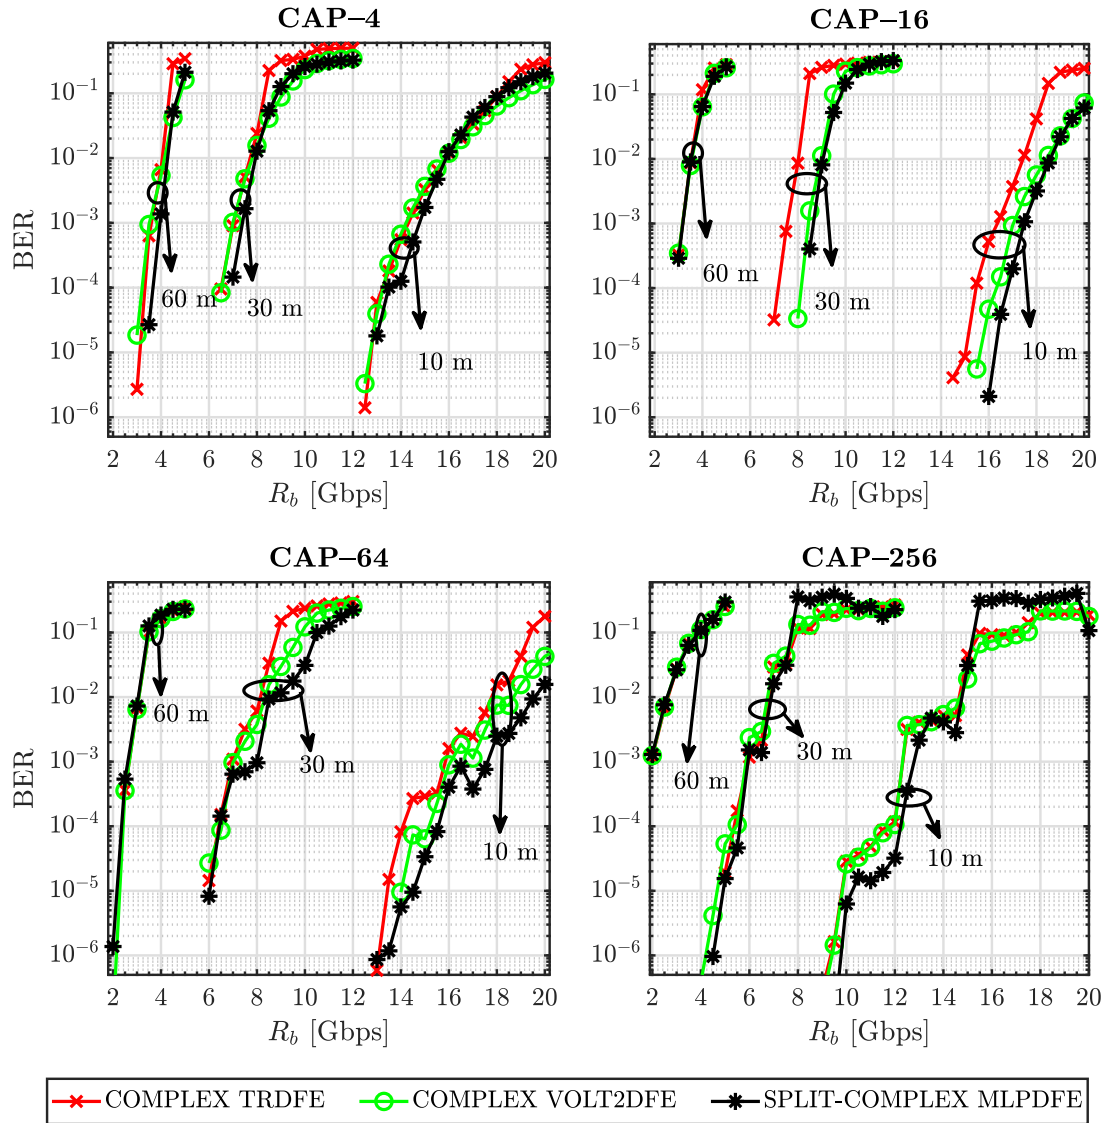 CAP–4
CAP–16
10⁻¹
10⁻²
10⁻³
10⁻⁴
10⁻⁵
10⁻⁶
BER
60 m
30 m
10 m
2 4 6 8 10 12 14 16 18 20
R_b [Gbps]
10⁻¹
10⁻²
10⁻³
10⁻⁴
10⁻⁵
10⁻⁶
60 m
30 m
10 m
2 4 6 8 10 12 14 16 18 20
R_b [Gbps]
CAP–64
CAP–256
10⁻¹
10⁻²
10⁻³
10⁻⁴
10⁻⁵
10⁻⁶
BER
60 m
30 m
10 m
2 4 6 8 10 12 14 16 18 20
R_b [Gbps]
10⁻¹
10⁻²
10⁻³
10⁻⁴
10⁻⁵
10⁻⁶
60 m
30 m
10 m
2 4 6 8 10 12 14 16 18 20
R_b [Gbps]
COMPLEX TRDFE COMPLEX VOLT2DFE SPLIT-COMPLEX MLPDFE